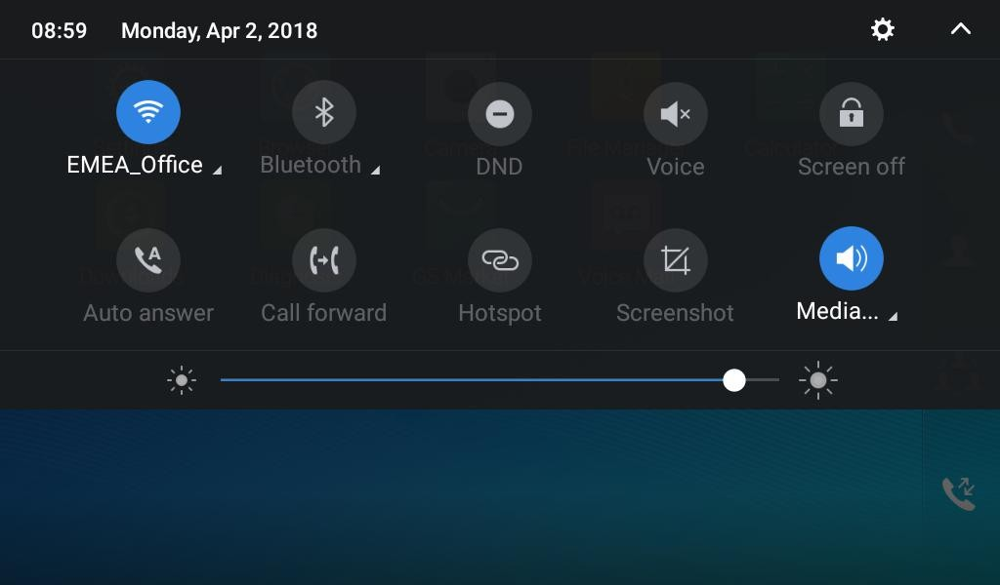 08:59 Monday, Apr 2, 2018
EMEA_Office Bluetooth DND Voice Screen off
Auto answer Call forward Hotspot Screenshot Media...